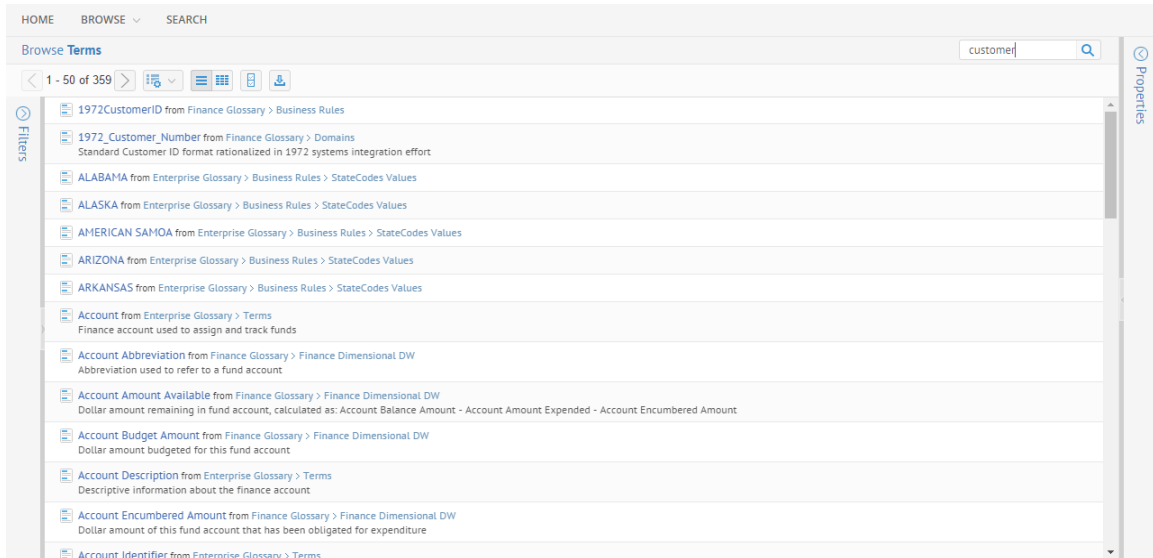 HOME BROWSE SEARCH
Browse Terms customer
1 - 50 of 359
Filters
Properties
1972CustomerID from Finance Glossary > Business Rules
1972_Customer_Number from Finance Glossary > Domains
Standard Customer ID format rationalized in 1972 systems integration effort
ALABAMA from Enterprise Glossary > Business Rules > StateCodes Values
ALASKA from Enterprise Glossary > Business Rules > StateCodes Values
AMERICAN SAMOA from Enterprise Glossary > Business Rules > StateCodes Values
ARIZONA from Enterprise Glossary > Business Rules > StateCodes Values
ARKANSAS from Enterprise Glossary > Business Rules > StateCodes Values
Account from Enterprise Glossary > Terms
Finance account used to assign and track funds
Account Abbreviation from Finance Glossary > Finance Dimensional DW
Abbreviation used to refer to a fund account
Account Amount Available from Finance Glossary > Finance Dimensional DW
Dollar amount remaining in fund account, calculated as: Account Balance Amount - Account Amount Expended - Account Encumbered Amount
Account Budget Amount from Finance Glossary > Finance Dimensional DW
Dollar amount budgeted for this fund account
Account Description from Enterprise Glossary > Terms
Descriptive information about the finance account
Account Encumbered Amount from Finance Glossary > Finance Dimensional DW
Dollar amount of this fund account that has been obligated for expenditure
Account Identifier from Enterprise Glossary > Terms